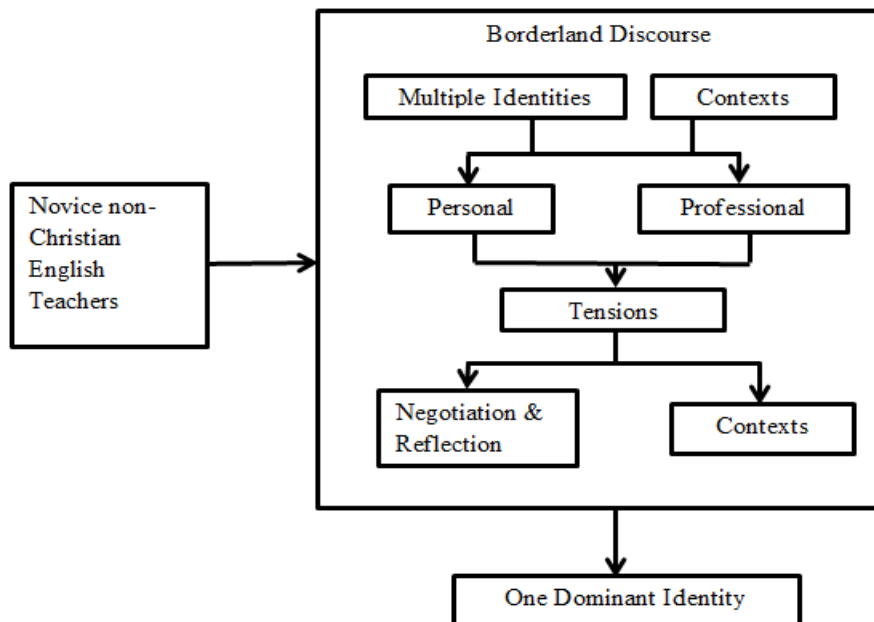 Borderland Discourse
Multiple Identities
Contexts
Novice non-
Christian
English
Teachers
Personal
Professional
Tensions
Negotiation &
Reflection
Contexts
One Dominant Identity